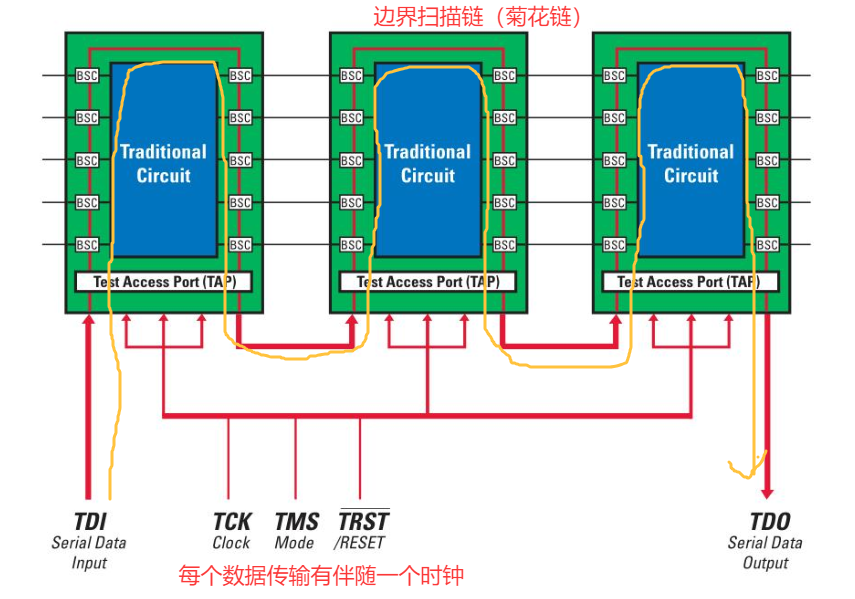 边界扫描链（菊花链）
BSC BSC BSC BSC BSC BSC
BSC BSC BSC BSC BSC BSC
Traditional Circuit Traditional Circuit Traditional Circuit
BSC BSC BSC BSC BSC BSC
BSC BSC BSC BSC BSC BSC
BSC BSC BSC BSC BSC BSC
Test Access Port (TAP) Test Access Port (TAP) Test Access Port (TAP)
TDI TCK TMS TRST TDO
Serial Data Clock Mode /RESET Serial Data
Input Output
每个数据传输有伴随一个时钟